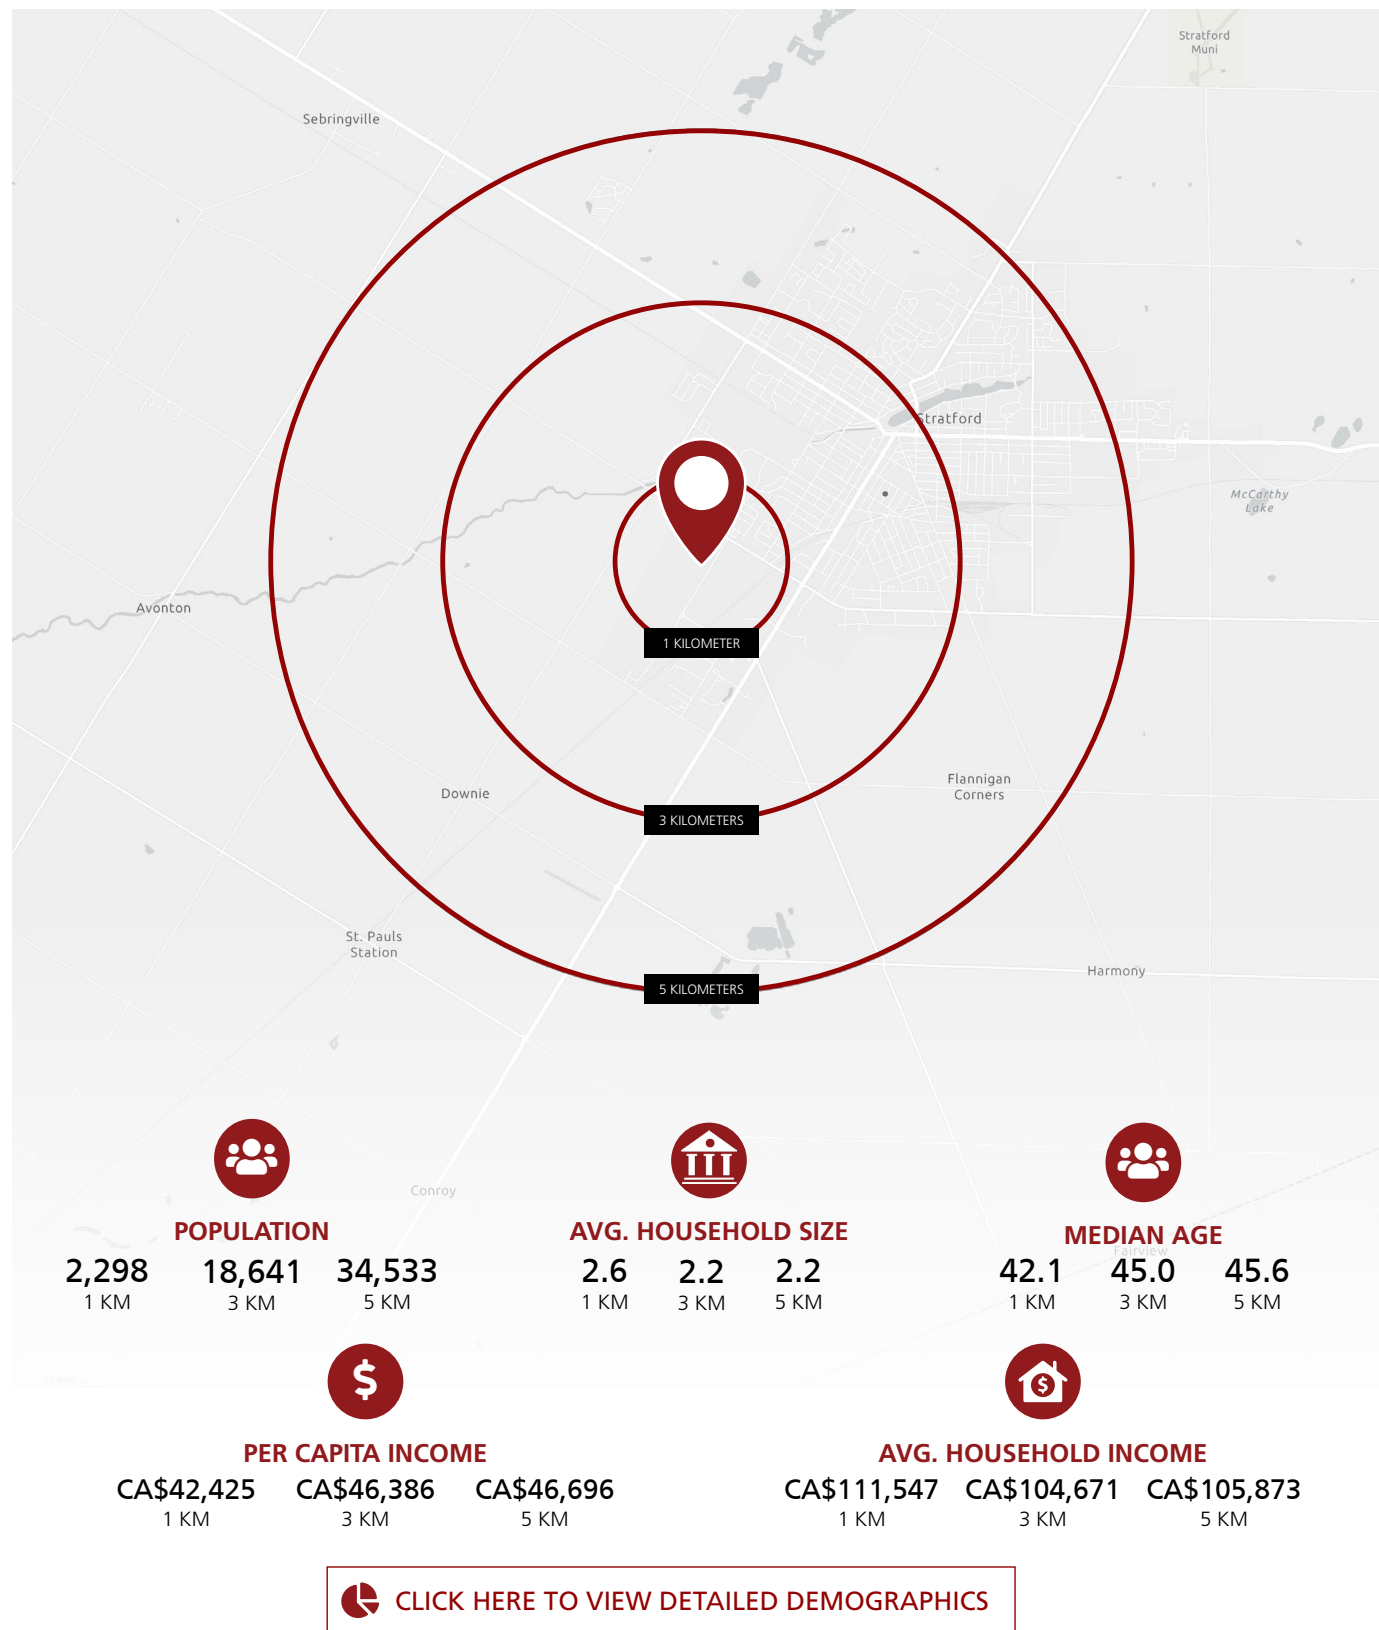 Stratford
Muni
Sebringville
Stratford
McCarthy
Lake
Avonton
1 KILOMETER
Flannigan
Corners
Downie
3 KILOMETERS
St. Pauls
Station
Harmony
5 KILOMETERS
Conroy
POPULATION
2,298 18,641 34,533
1 KM 3 KM 5 KM
AVG. HOUSEHOLD SIZE
2.6 2.2 2.2
1 KM 3 KM 5 KM
MEDIAN AGE
Fairview
42.1 45.0 45.6
1 KM 3 KM 5 KM
PER CAPITA INCOME
CA$42,425 CA$46,386 CA$46,696
1 KM 3 KM 5 KM
AVG. HOUSEHOLD INCOME
CA$111,547 CA$104,671 CA$105,873
1 KM 3 KM 5 KM
CLICK HERE TO VIEW DETAILED DEMOGRAPHICS